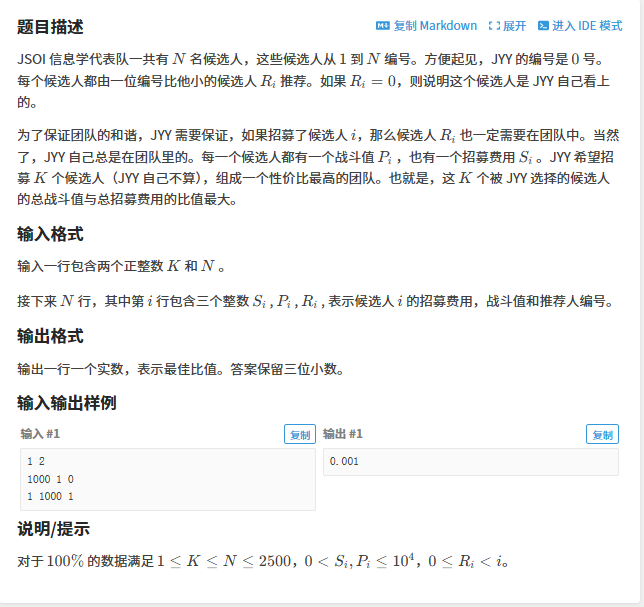 题目描述
复制 Markdown 展开 进入 IDE 模式
JSOI 信息学代表队一共有 N 名候选人，这些候选人从 1 到 N 编号。方便起见，JYY 的编号是 0 号。
每个候选人都由一位编号比他小的候选人 R_i 推荐。如果 R_i = 0，则说明这个候选人是 JYY 自己看上
的。
为了保证团队的和谐，JYY 需要保证，如果招募了候选人 i，那么候选人 R_i 也一定需要在团队中。当然
了，JYY 自己总是在团队里的。每一个候选人都有一个战斗值 P_i ，也有一个招募费用 S_i 。JYY 希望招
募 K 个候选人（JYY 自己不算），组成一个性价比最高的团队。也就是，这 K 个被 JYY 选择的候选人
的总战斗值与总招募费用的比值最大。
输入格式
输入一行包含两个正整数 K 和 N 。
接下来 N 行，其中第 i 行包含三个整数 S_i , P_i , R_i , 表示候选人 i 的招募费用，战斗值和推荐人编号。
输出格式
输出一行一个实数，表示最佳比值。答案保留三位小数。
输入输出样例
输入 #1 复制 输出 #1 复制
1 2
1000 1 0
1 1000 1
0.001
说明/提示
对于 100% 的数据满足 1 ≤ K ≤ N ≤ 2500，0 < S_i, P_i ≤ 10^4，0 ≤ R_i < i。